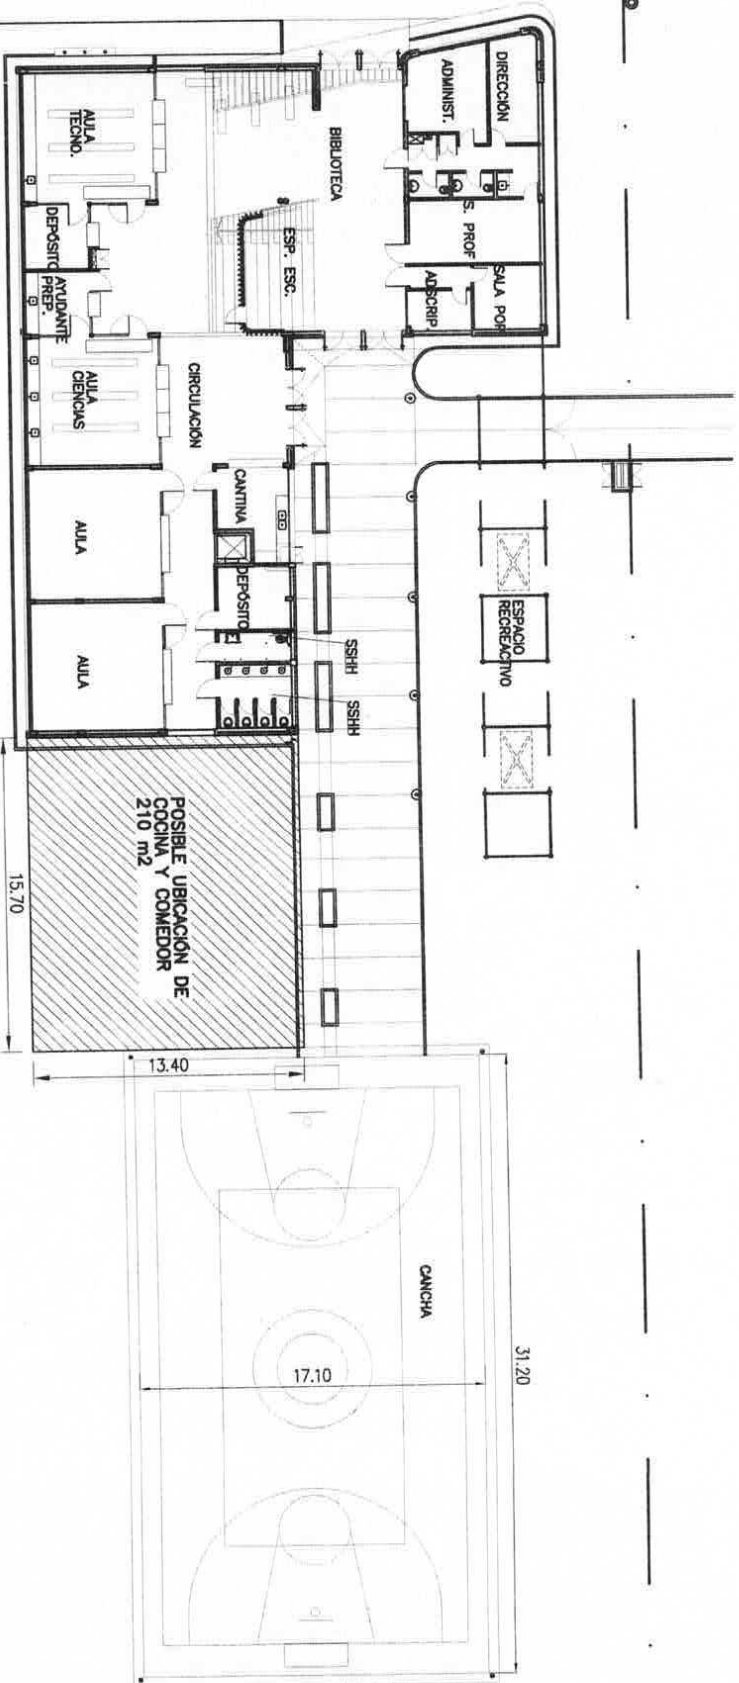 DIRECCIÓN
ADMINIST.
S. PROF
SALA POR
ADSCRIP
BIBLIOTECA
ESP. ESC.
AULA
TECNO.
DEPÓSITO
AYUDANTE
PREP.
AULA
CIENCIAS
CIRCULACIÓN
CANTINA
DEPÓSITO
AULA
AULA
SSHH
SSHH
ESPACIO
RECREACTIVO
POSIBLE UBICACIÓN DE
COCINA Y COMEDOR
210 m2
15.70
13.40
CANCHA
31.20
17.10